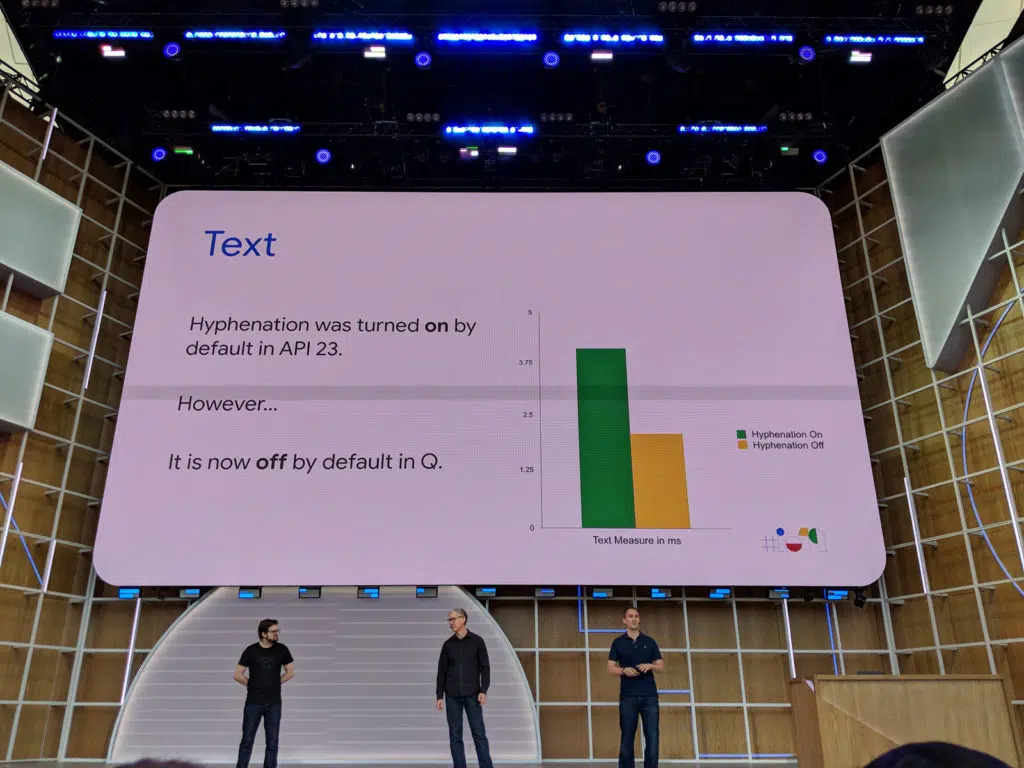 Text
Hyphenation was turned on by
default in API 23.
However...
It is now off by default in Q.
5
3.75
2.5
1.25
0
Text Measure in ms
Hyphenation On
Hyphenation Off
#io19